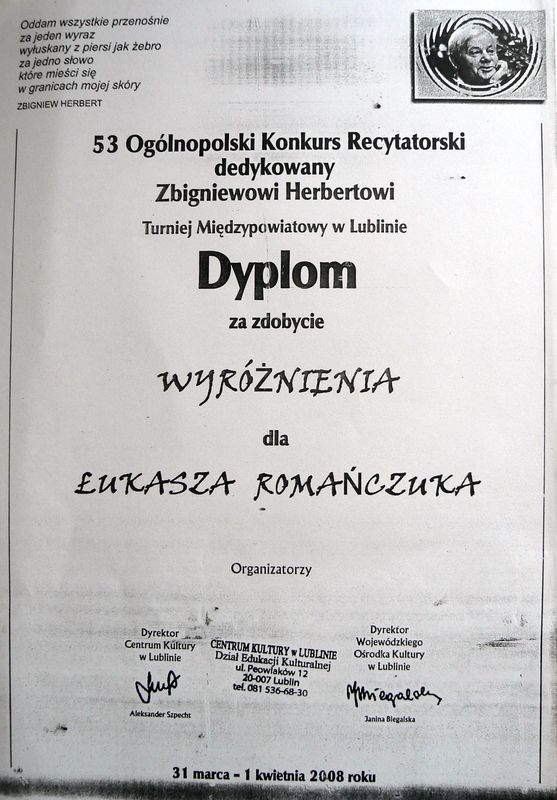 Oddam wszystkie przenośnie
za jeden wyraz
wyłuskany z piersi jak żebro
za jedno słowo
które mieści się
w granicach mojej skóry
ZBIGNIEW HERBERT
53 Ogólnopolski Konkurs Recytatorski
dedykowany
Zbigniewowi Herbertowi
Turniej Międzypowiatowy w Lublinie
Dyplom
za zdobycie
WYRÓŻNIENIA
dla
ŁUKASZA ROMAŃCZUKA
Organizatorzy
Dyrektor
Centrum Kultury
w Lublinie
Aleksander Szpecht
CENTRUM KULTURY w LUBLINIE
Dział Edukacji Kulturalnej
ul. Peowiaków 12
20-007 Lublin
tel. 081 536-68-30
Dyrektor
Wojewódzkiego
Ośrodka Kultury
w Lublinie
Janina Biegalska
31 marca - 1 kwietnia 2008 roku